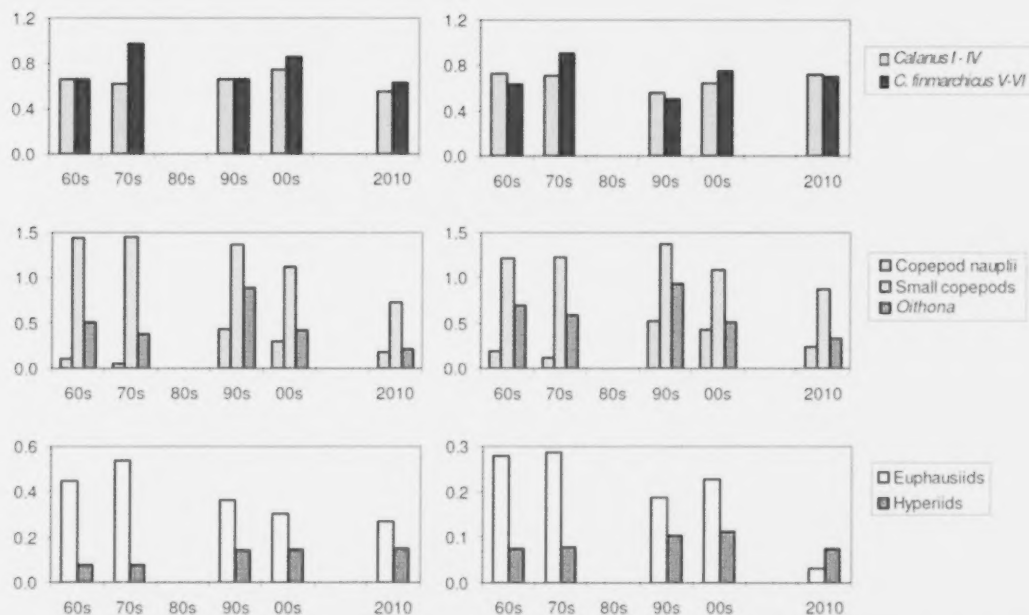 1.2
0.8
0.4
0.0
60s 70s 80s 90s 00s 2010
1.2
0.8
0.4
0.0
60s 70s 80s 90s 00s 2010
Calanus I - IV
C. finmarchicus V-VI
1.5
1.0
0.5
0.0
60s 70s 80s 90s 00s 2010
1.5
1.0
0.5
0.0
60s 70s 80s 90s 00s 2010
Copepod nauplii
Small copepods
Oithona
0.6
0.4
0.2
0.0
60s 70s 80s 90s 00s 2010
0.3
0.2
0.1
0.0
60s 70s 80s 90s 00s 2010
Euphausiids
Hyperiids